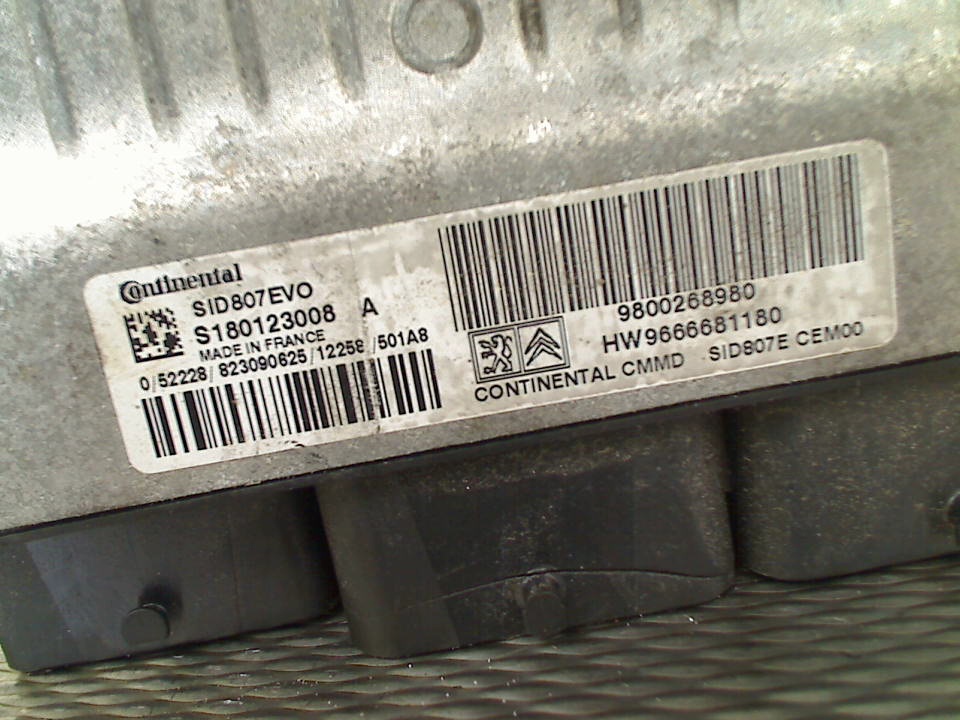 Continental
SID807EVO
S180123008 A
MADE IN FRANCE
0/52228/823090625/12258/501A8
9800268980
HW9666681180
CONTINENTAL CMMD SID807E CEM00